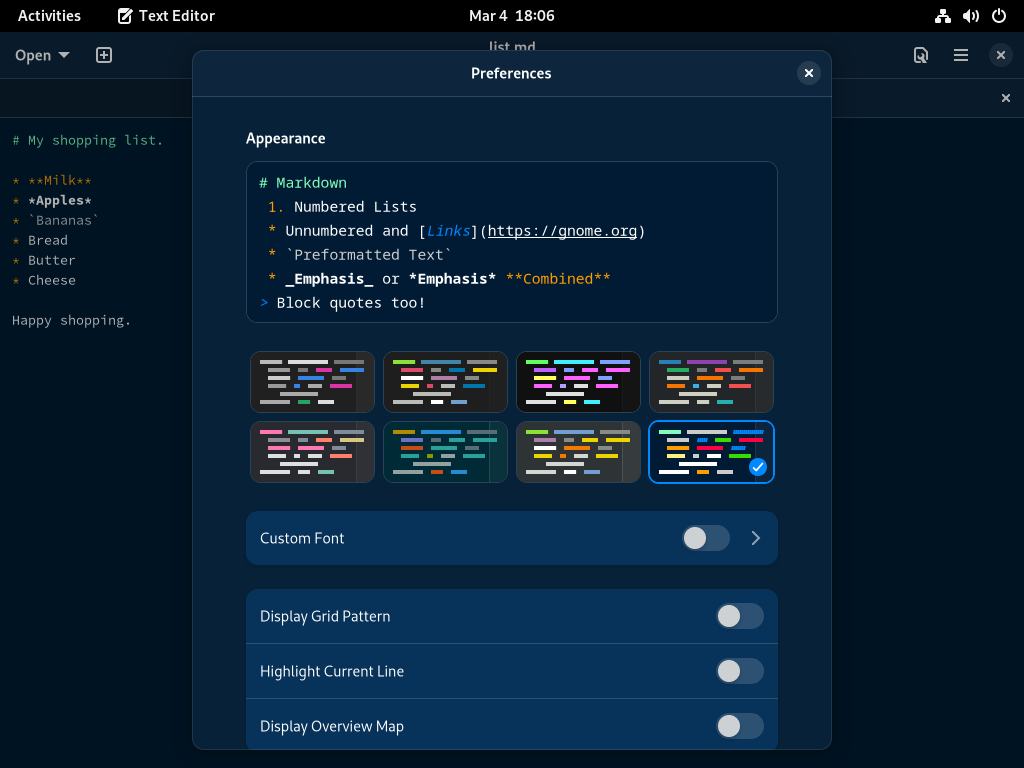 Activities
Text Editor
Mar 4 18:06
Open
list.md
Preferences
# My shopping list.
* **Milk**
* *Apples*
* `Bananas`
* Bread
* Butter
* Cheese
Happy shopping.
Appearance
# Markdown
1. Numbered Lists
* Unnumbered and [Links](https://gnome.org)
* `Preformatted Text`
* _Emphasis_ or *Emphasis* **Combined**
> Block quotes too!
Custom Font
Display Grid Pattern
Highlight Current Line
Display Overview Map